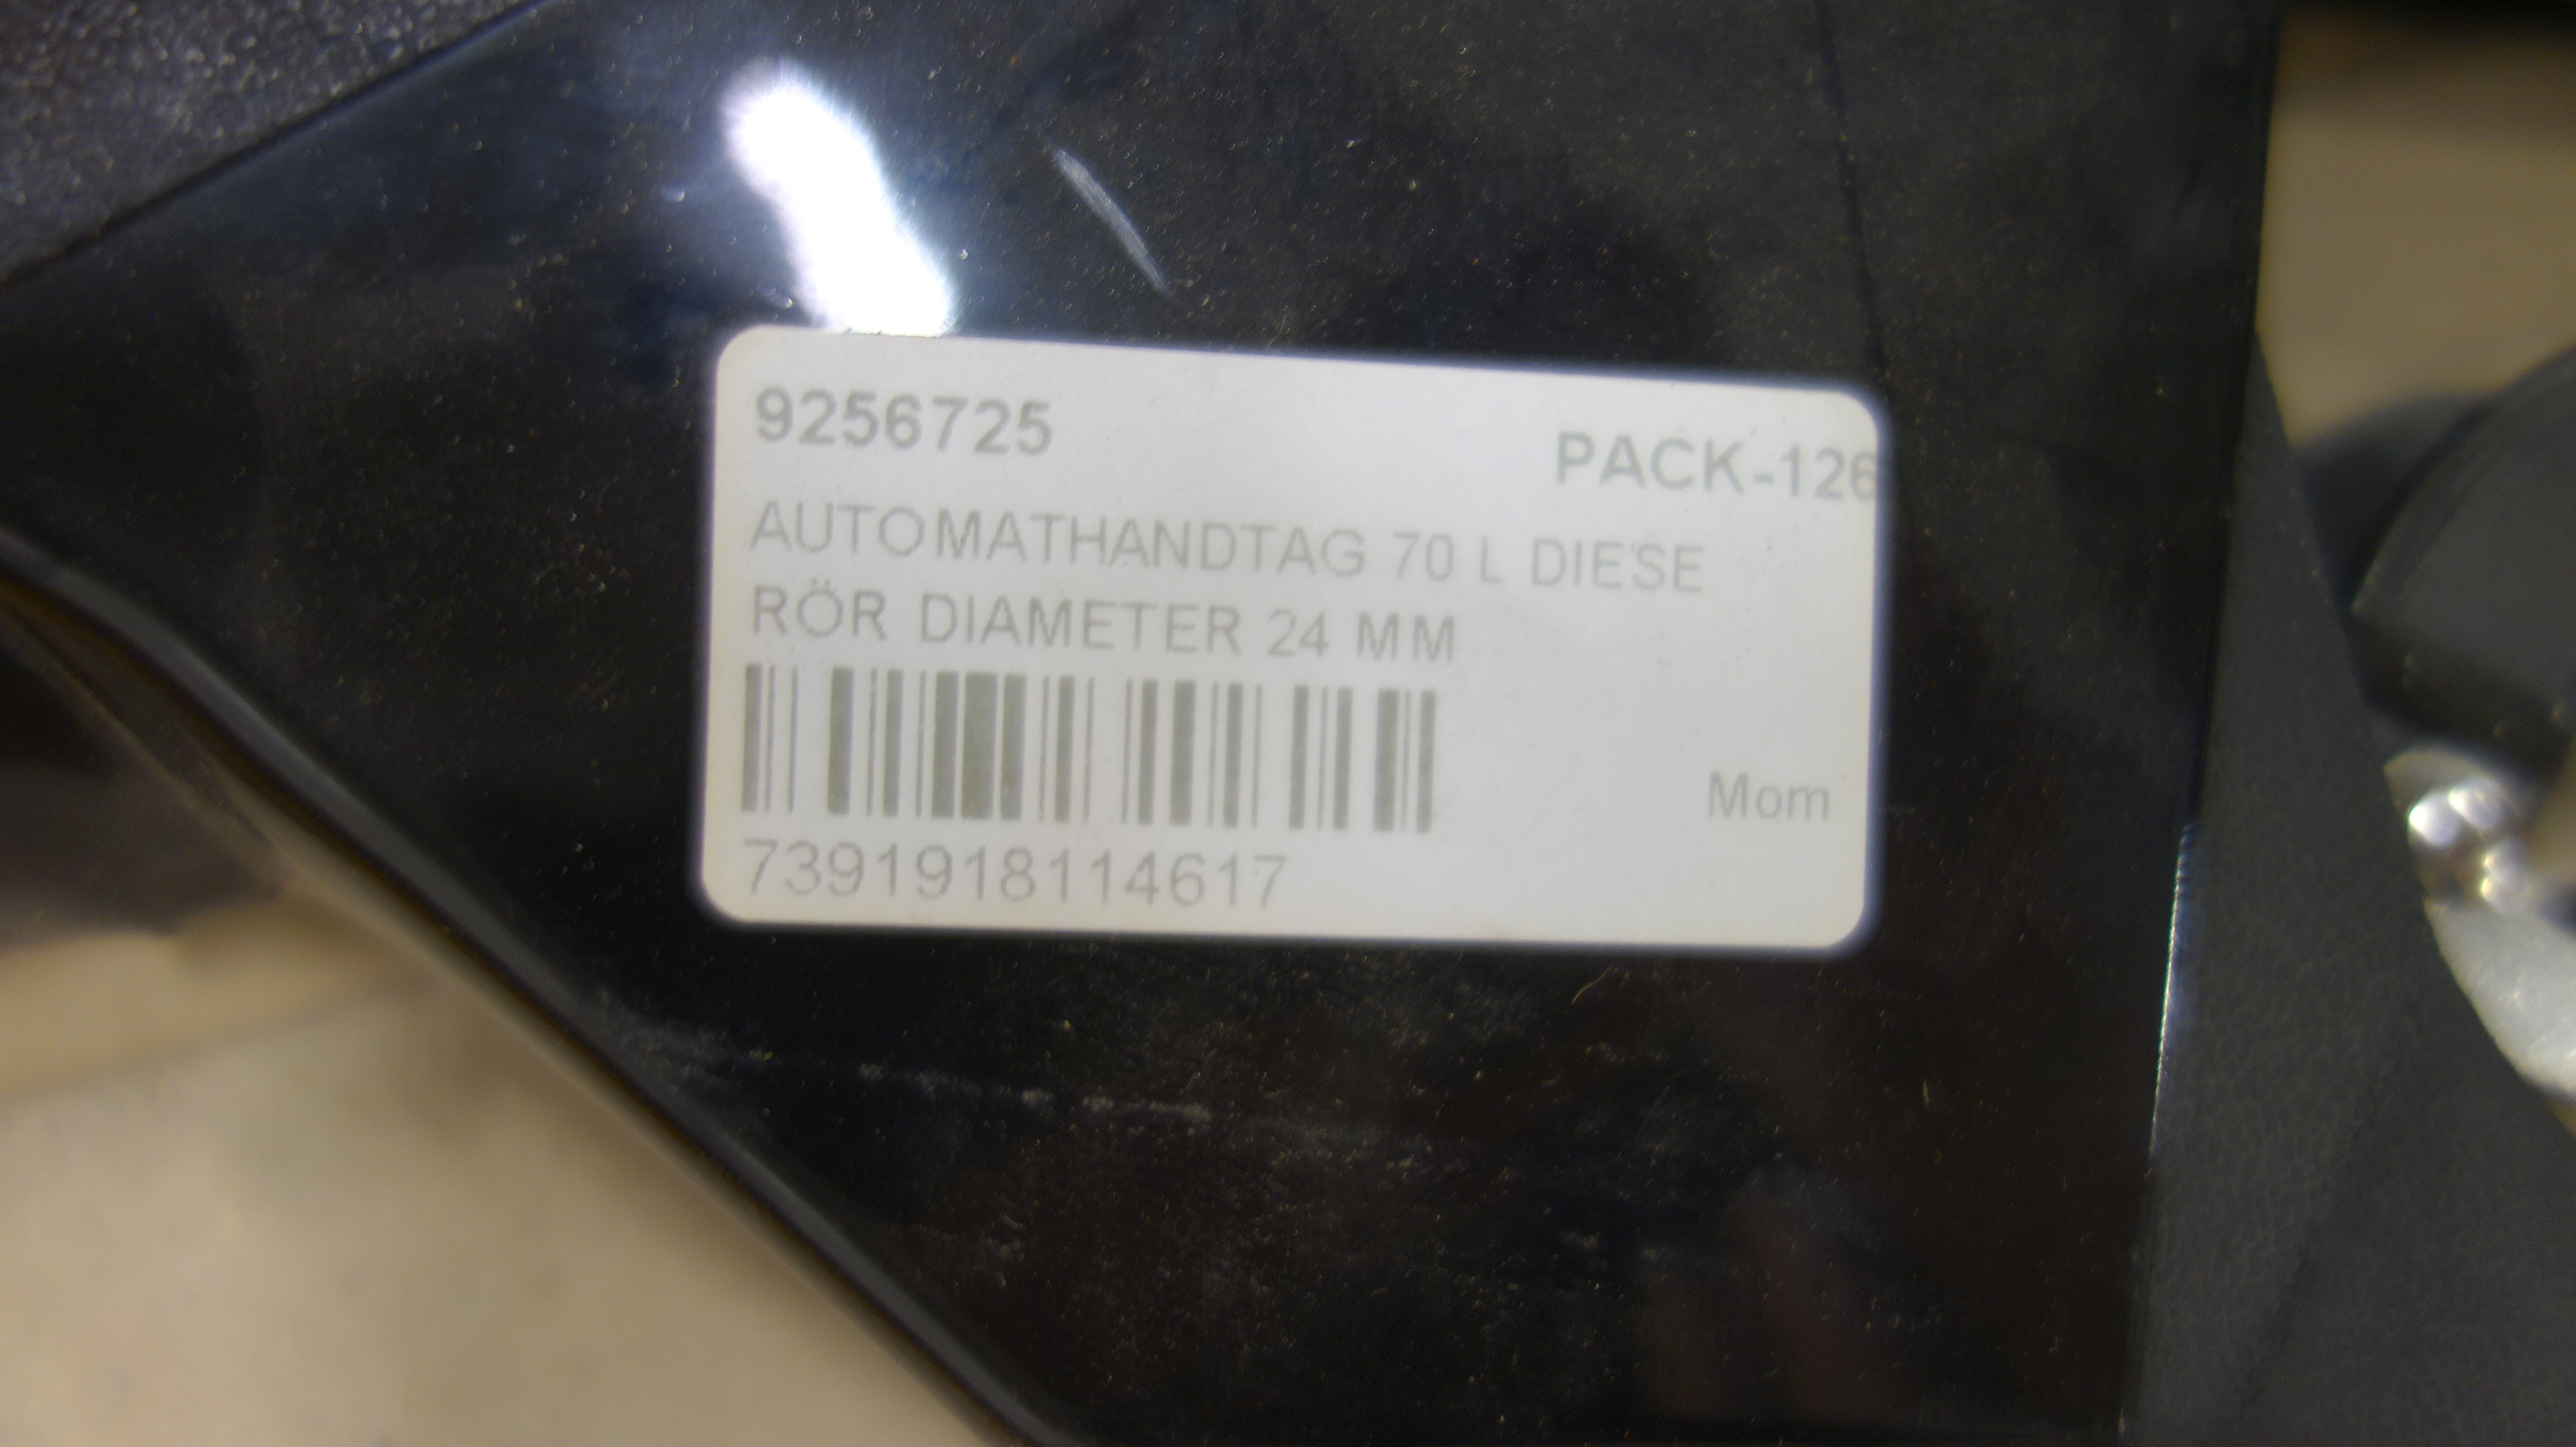 9256725 PACK-126
AUTOMATHANDTAG 70 L DIESE
RÖR DIAMETER 24 MM
Mom
7391918114617